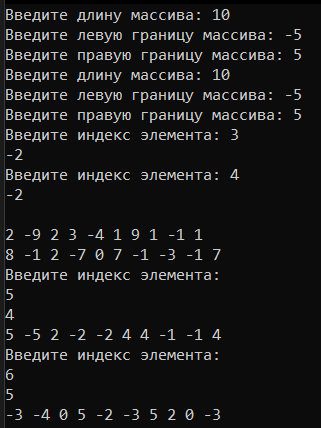 Введите длину массива: 10
Введите левую границу массива: -5
Введите правую границу массива: 5
Введите длину массива: 10
Введите левую границу массива: -5
Введите правую границу массива: 5
Введите индекс элемента: 3
-2
Введите индекс элемента: 4
-2
2 -9 2 3 -4 1 9 1 -1 1
8 -1 2 -7 0 7 -1 -3 -1 7
Введите индекс элемента:
5
4
5 -5 2 -2 -2 4 4 -1 -1 4
Введите индекс элемента:
6
5
-3 -4 0 5 -2 -3 5 2 0 -3